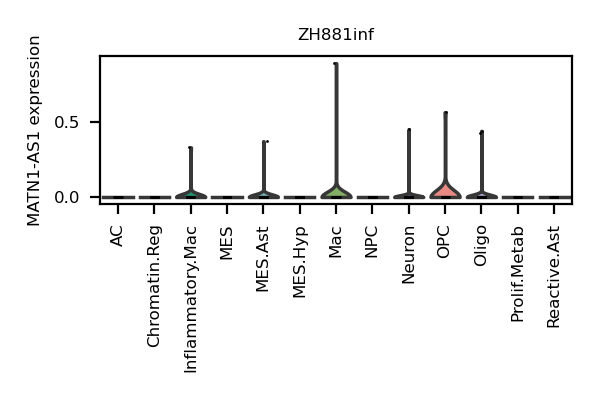 ZH881inf
MATN1-AS1 expression
0.5
0.0
AC
Chromatin.Reg
Inflammatory.Mac
MES
MES.Ast
MES.Hyp
Mac
NPC
Neuron
OPC
Oligo
Prolif.Metab
Reactive.Ast